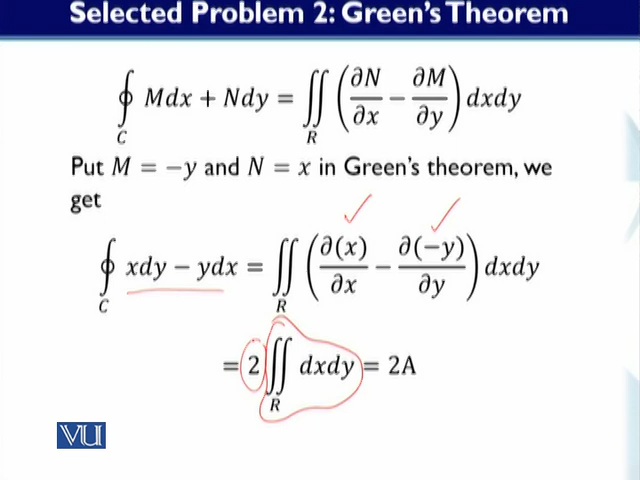 Selected Problem 2: Green's Theorem
∮_C Mdx + Ndy = ∬_R (∂N/∂x − ∂M/∂y) dxdy
Put M = −y and N = x in Green's theorem, we
get
∮_C xdy − ydx = ∬_R (∂(x)/∂x − ∂(−y)/∂y) dxdy
= 2 ∬_R dxdy = 2A
VU